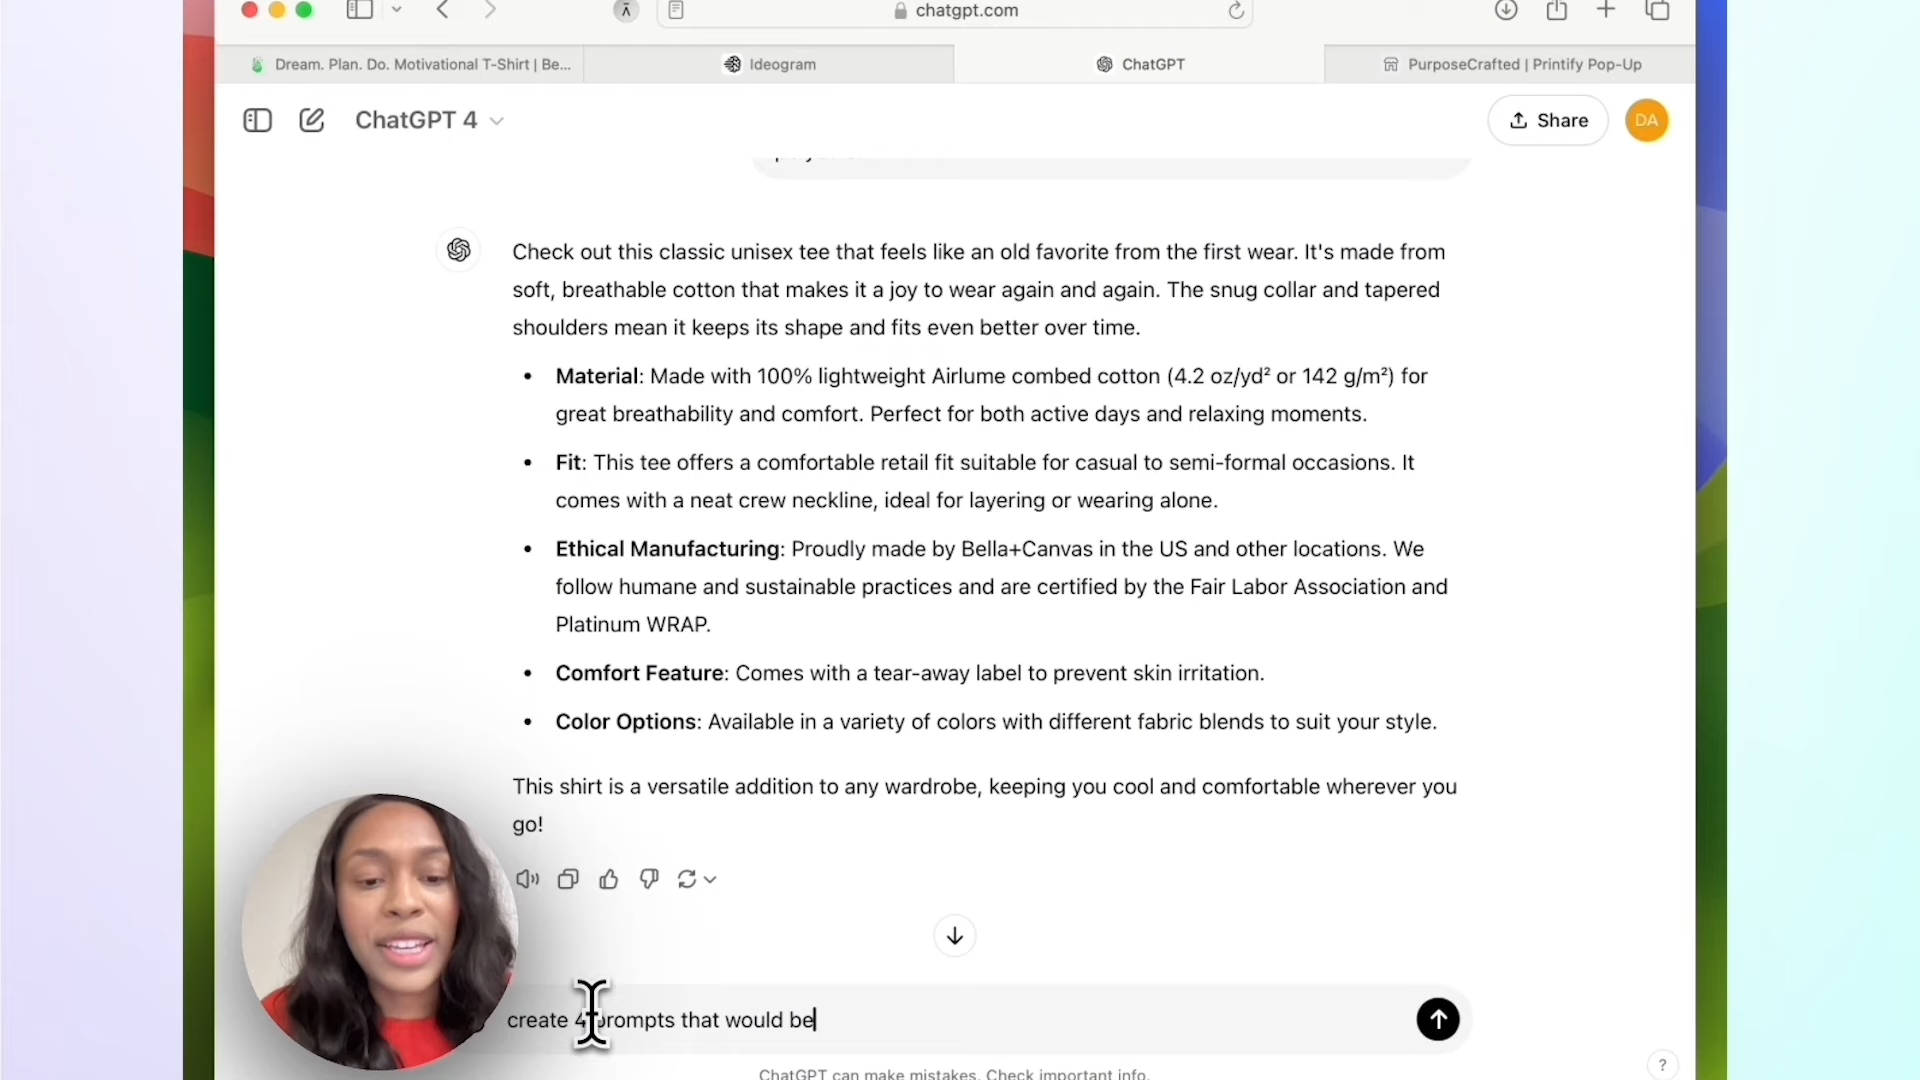 chatgpt.com
Dream. Plan. Do. Motivational T-Shirt | Be...
Ideogram
ChatGPT
PurposeCrafted | Printify Pop-Up
ChatGPT 4
Share
DA
Check out this classic unisex tee that feels like an old favorite from the first wear. It's made from
soft, breathable cotton that makes it a joy to wear again and again. The snug collar and tapered
shoulders mean it keeps its shape and fits even better over time.
• Material: Made with 100% lightweight Airlume combed cotton (4.2 oz/yd² or 142 g/m²) for
great breathability and comfort. Perfect for both active days and relaxing moments.
• Fit: This tee offers a comfortable retail fit suitable for casual to semi-formal occasions. It
comes with a neat crew neckline, ideal for layering or wearing alone.
• Ethical Manufacturing: Proudly made by Bella+Canvas in the US and other locations. We
follow humane and sustainable practices and are certified by the Fair Labor Association and
Platinum WRAP.
• Comfort Feature: Comes with a tear-away label to prevent skin irritation.
• Color Options: Available in a variety of colors with different fabric blends to suit your style.
This shirt is a versatile addition to any wardrobe, keeping you cool and comfortable wherever you
go!
create 4 prompts that would be
?
ChatGPT can make mistakes. Check important info.